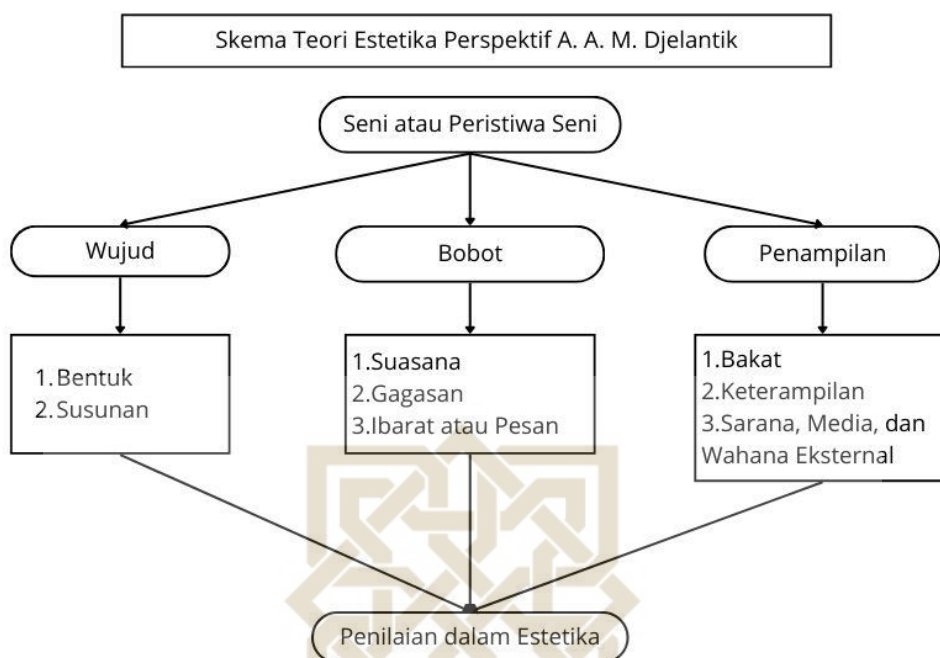 Skema Teori Estetika Perspektif A. A. M. Djelantik
Seni atau Peristiwa Seni
Wujud
Bobot
Penampilan
1.Bentuk
2.Susunan
1.Suasana
2.Gagasan
3.Ibarat atau Pesan
1.Bakat
2.Keterampilan
3.Sarana, Media, dan
Wahana Eksternal
Penilaian dalam Estetika